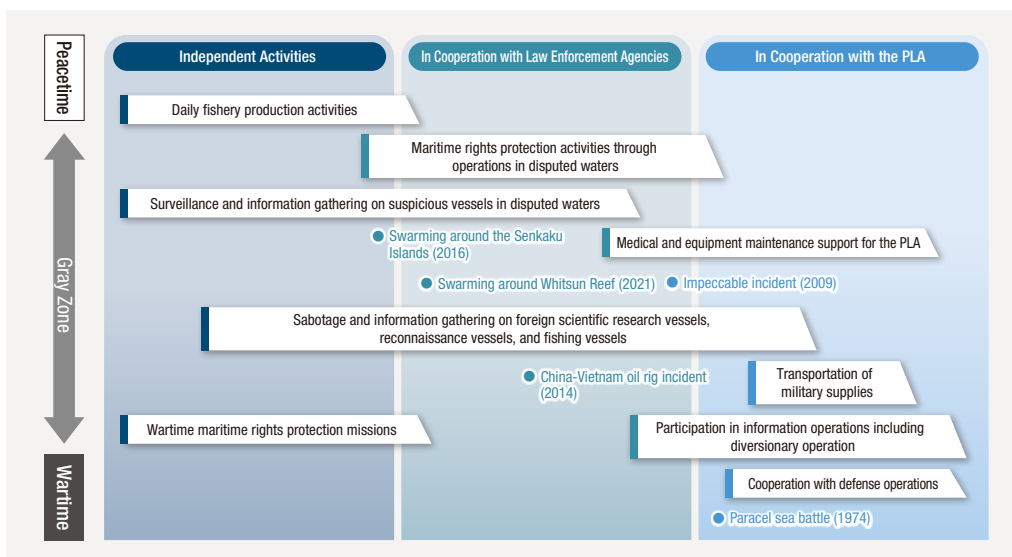 Peacetime
Independent Activities
In Cooperation with Law Enforcement Agencies
In Cooperation with the PLA
Daily fishery production activities
Maritime rights protection activities through
operations in disputed waters
Surveillance and information gathering on suspicious vessels in disputed waters
Swarming around the Senkaku
Islands (2016)
Medical and equipment maintenance support for the PLA
Gray Zone
Swarming around Whitsun Reef (2021)
Impeccable incident (2009)
Sabotage and information gathering on foreign scientific research vessels,
reconnaissance vessels, and fishing vessels
China-Vietnam oil rig incident
(2014)
Transportation of
military supplies
Wartime maritime rights protection missions
Participation in information operations including
diversionary operation
Wartime
Cooperation with defense operations
Paracel sea battle (1974)